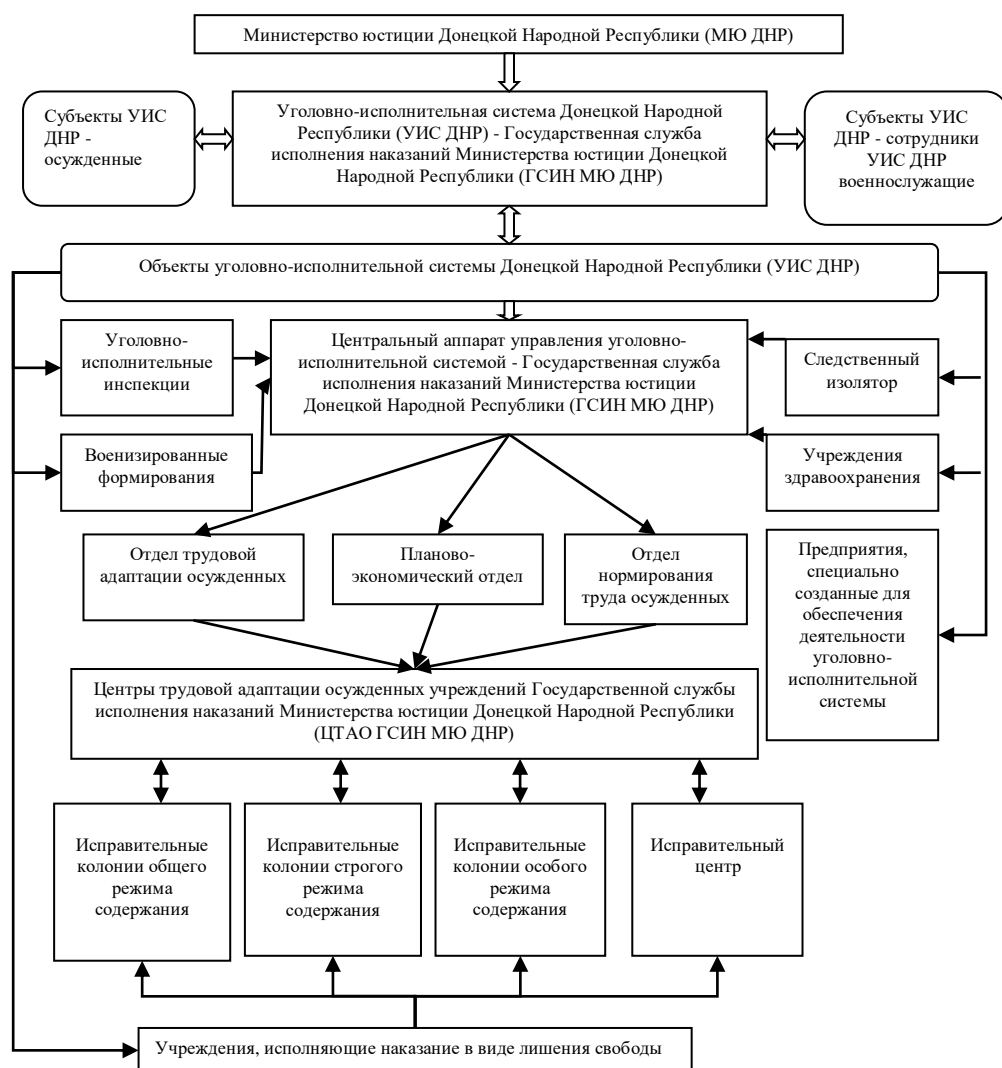 Министерство юстиции Донецкой Народной Республики (МЮ ДНР)
Субъекты УИС
ДНР -
осужденные
Уголовно-исполнительная система Донецкой Народной
Республики (УИС ДНР) - Государственная служба
исполнения наказаний Министерства юстиции Донецкой
Народной Республики (ГСИН МЮ ДНР)
Субъекты УИС
ДНР - сотрудники
УИС ДНР
военнослужащие
Объекты уголовно-исполнительной системы Донецкой Народной Республики (УИС ДНР)
Уголовно-
исполнительные
инспекции
Центральный аппарат управления уголовно-
исполнительной системой - Государственная служба
исполнения наказаний Министерства юстиции
Донецкой Народной Республики (ГСИН МЮ ДНР)
Следственный
изолятор
Военизированные
формирования
Учреждения
здравоохранения
Отдел трудовой
адаптации осужденных
Планово-
экономический отдел
Отдел
нормирования
труда осужденных
Предприятия,
специально
созданные для
обеспечения
деятельности
уголовно-
исполнительной
системы
Центры трудовой адаптации осужденных учреждений Государственной службы
исполнения наказаний Министерства юстиции Донецкой Народной Республики
(ЦТАО ГСИН МЮ ДНР)
Исправительные
колонии общего
режима
содержания
Исправительные
колонии строгого
режима
содержания
Исправительные
колонии особого
режима
содержания
Исправительный
центр
Учреждения, исполняющие наказание в виде лишения свободы